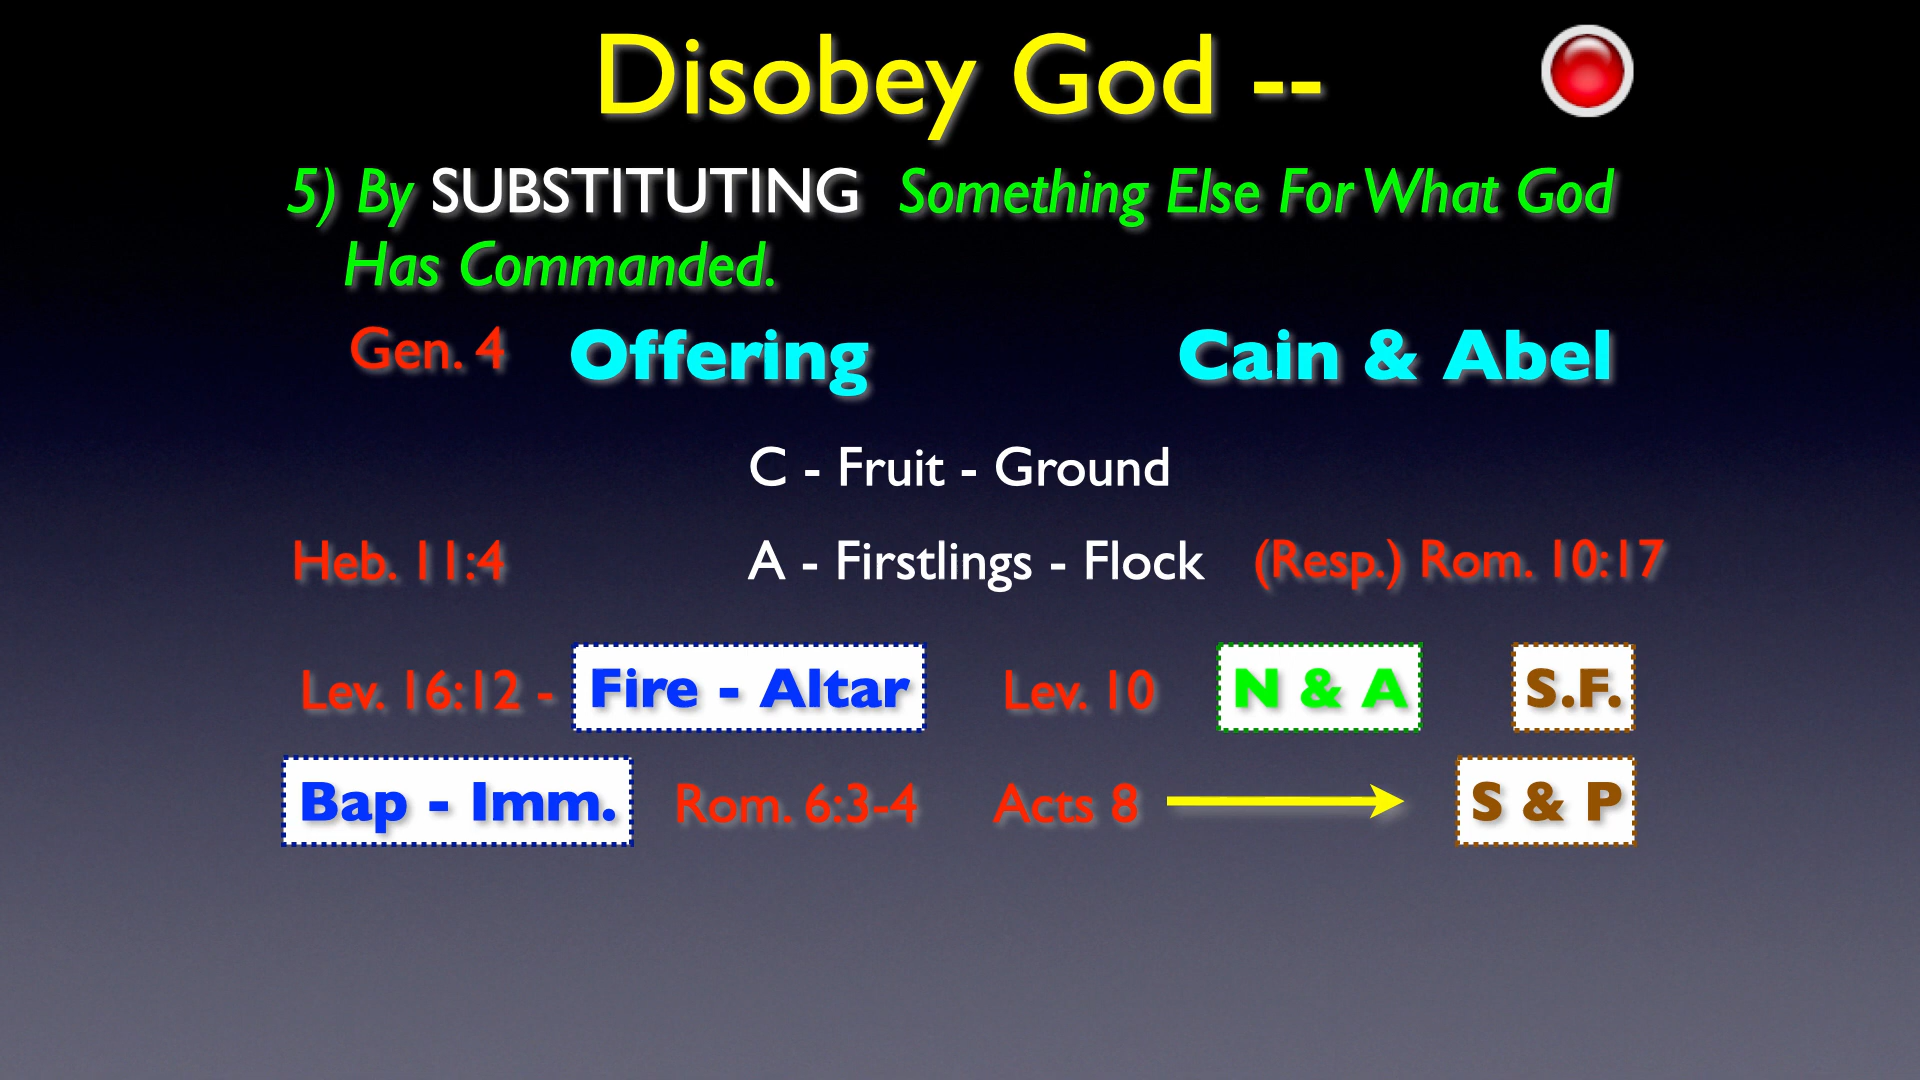 Disobey God --
5) By SUBSTITUTING Something Else For What God
Has Commanded.
Gen. 4 Offering Cain & Abel
C - Fruit - Ground
Heb. 11:4 A - Firstlings - Flock (Resp.) Rom. 10:17
Lev. 16:12 - Fire - Altar Lev. 10 N & A S.F.
Bap - Imm. Rom. 6:3-4 Acts 8 S & P